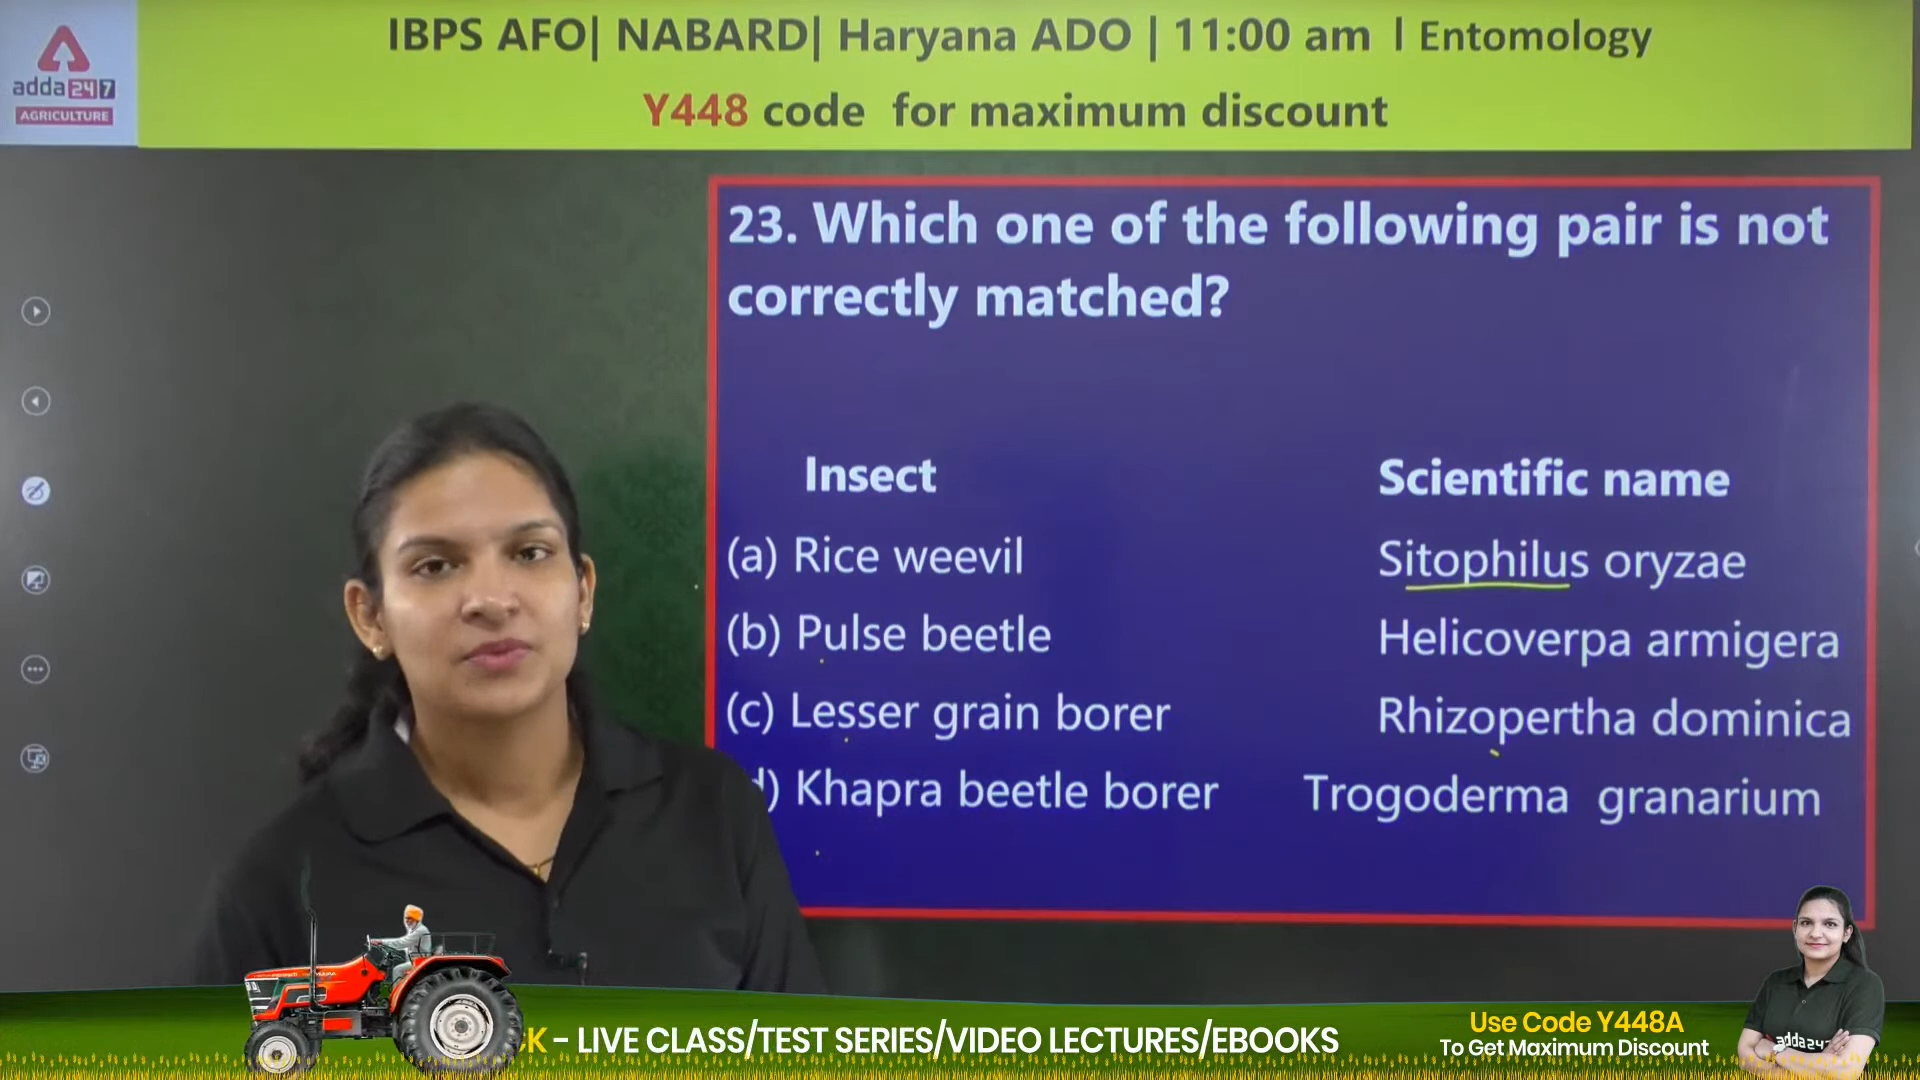 IBPS AFO| NABARD| Haryana ADO | 11:00 am | Entomology
Y448 code for maximum discount
adda247
AGRICULTURE
23. Which one of the following pair is not
correctly matched?
Insect Scientific name
(a) Rice weevil Sitophilus oryzae
(b) Pulse beetle Helicoverpa armigera
(c) Lesser grain borer Rhizopertha dominica
d) Khapra beetle borer Trogoderma granarium
CK - LIVE CLASS/TEST SERIES/VIDEO LECTURES/EBOOKS
Use Code Y448A
To Get Maximum Discount
adda24